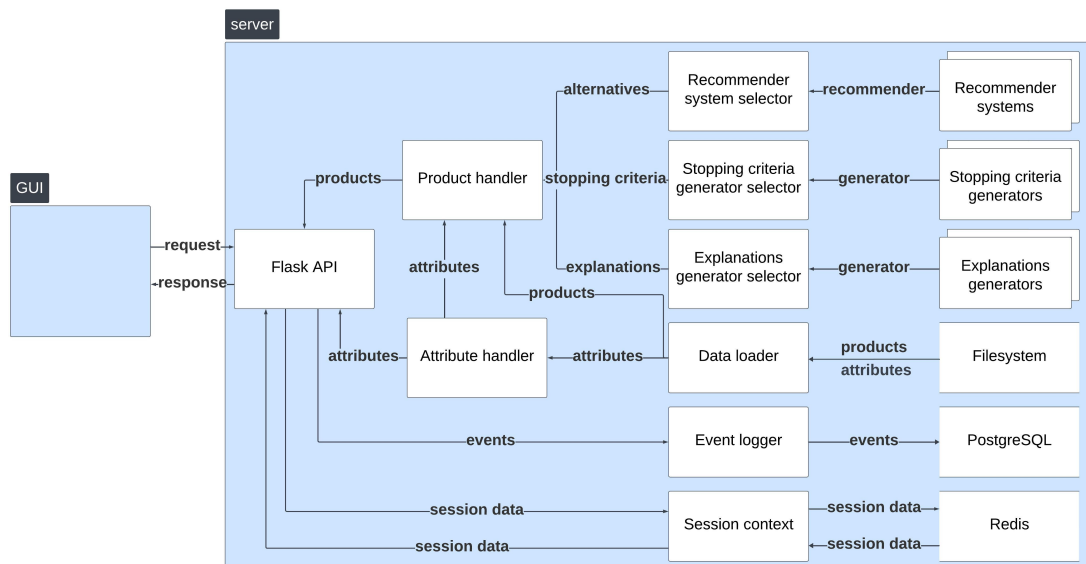 server
GUI
request
response
Flask API
products
Product handler
alternatives
stopping criteria
explanations
products
attributes
attributes
Attribute handler
attributes
Recommender
system selector
recommender
Recommender
systems
Stopping criteria
generator selector
generator
Stopping criteria
generators
Explanations
generator selector
generator
Explanations
generators
Data loader
products
attributes
Filesystem
events
Event logger
events
PostgreSQL
session data
session data
Session context
session data
session data
Redis